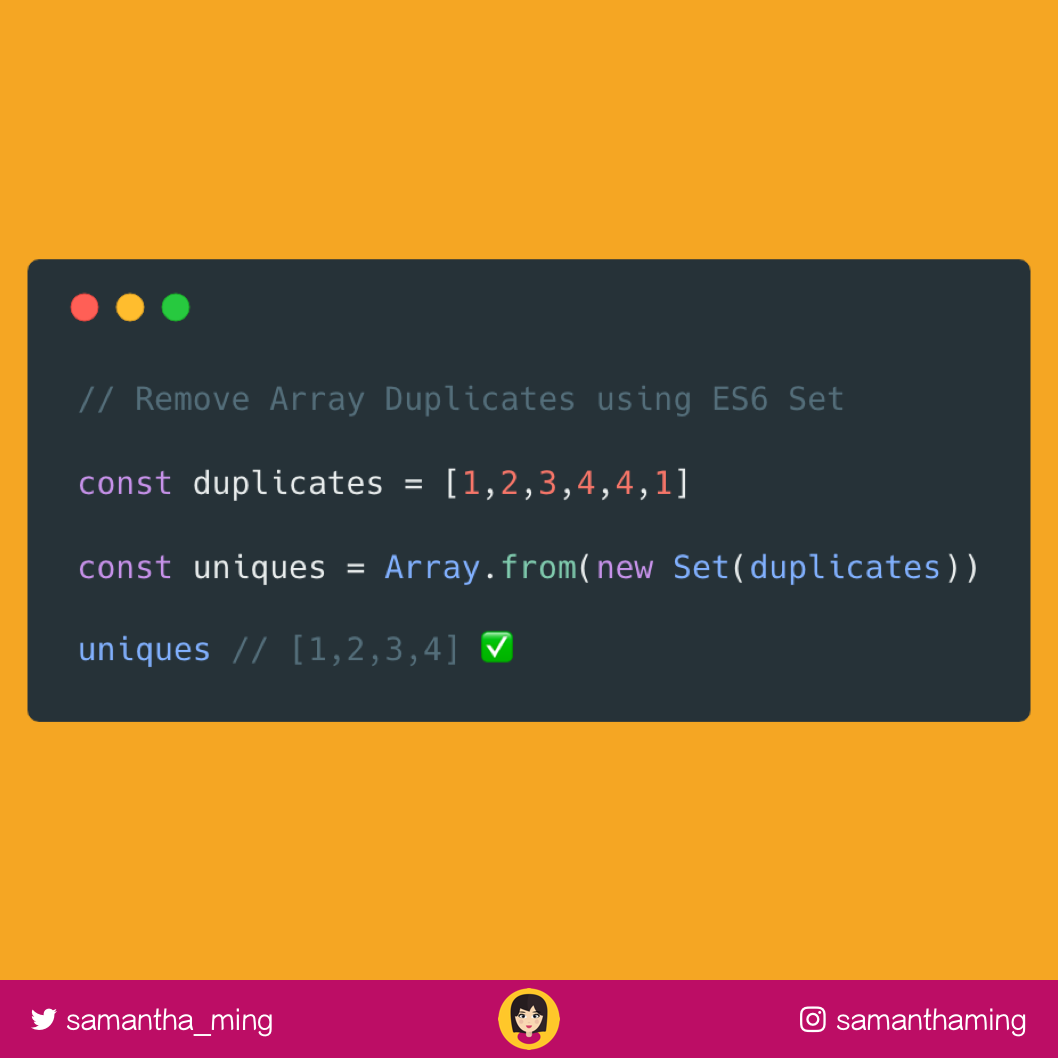 // Remove Array Duplicates using ES6 Set
const duplicates = [1,2,3,4,4,1]
const uniques = Array.from(new Set(duplicates))
uniques // [1,2,3,4] ✅
samantha_ming
samanthaming